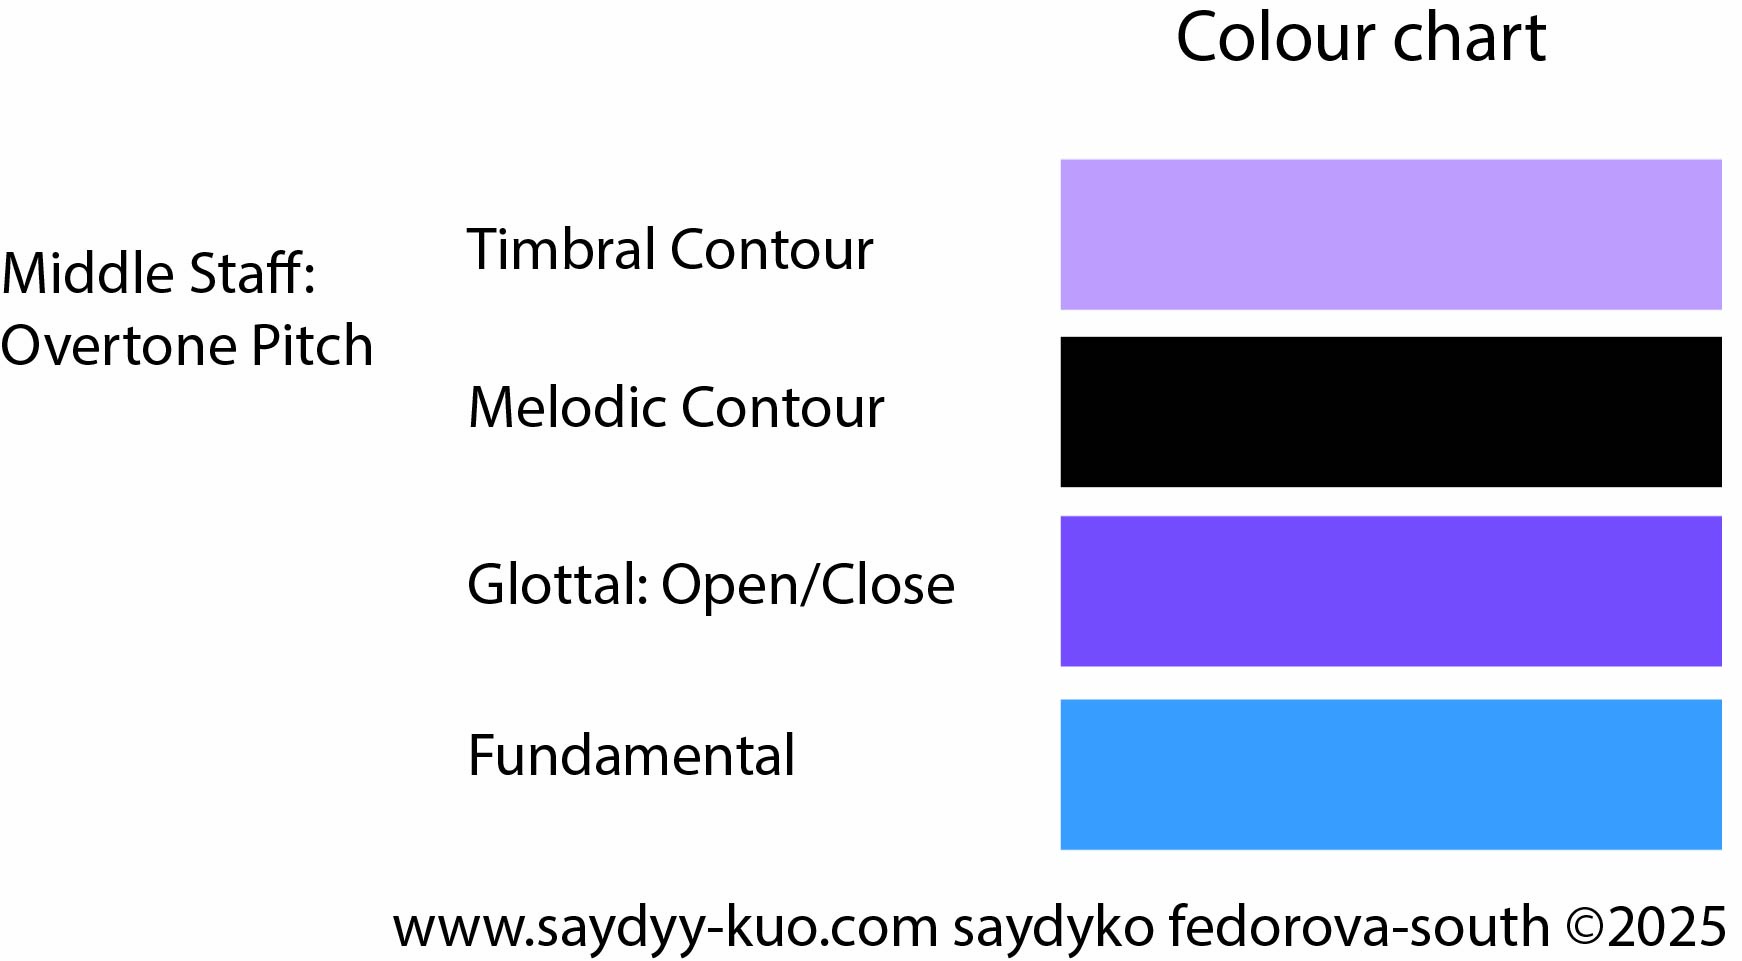 Colour chart
Timbral Contour
Middle Staff:
Overtone Pitch
Melodic Contour
Glottal: Open/Close
Fundamental
www.saydyy-kuo.com saydyko fedorova-south ©2025